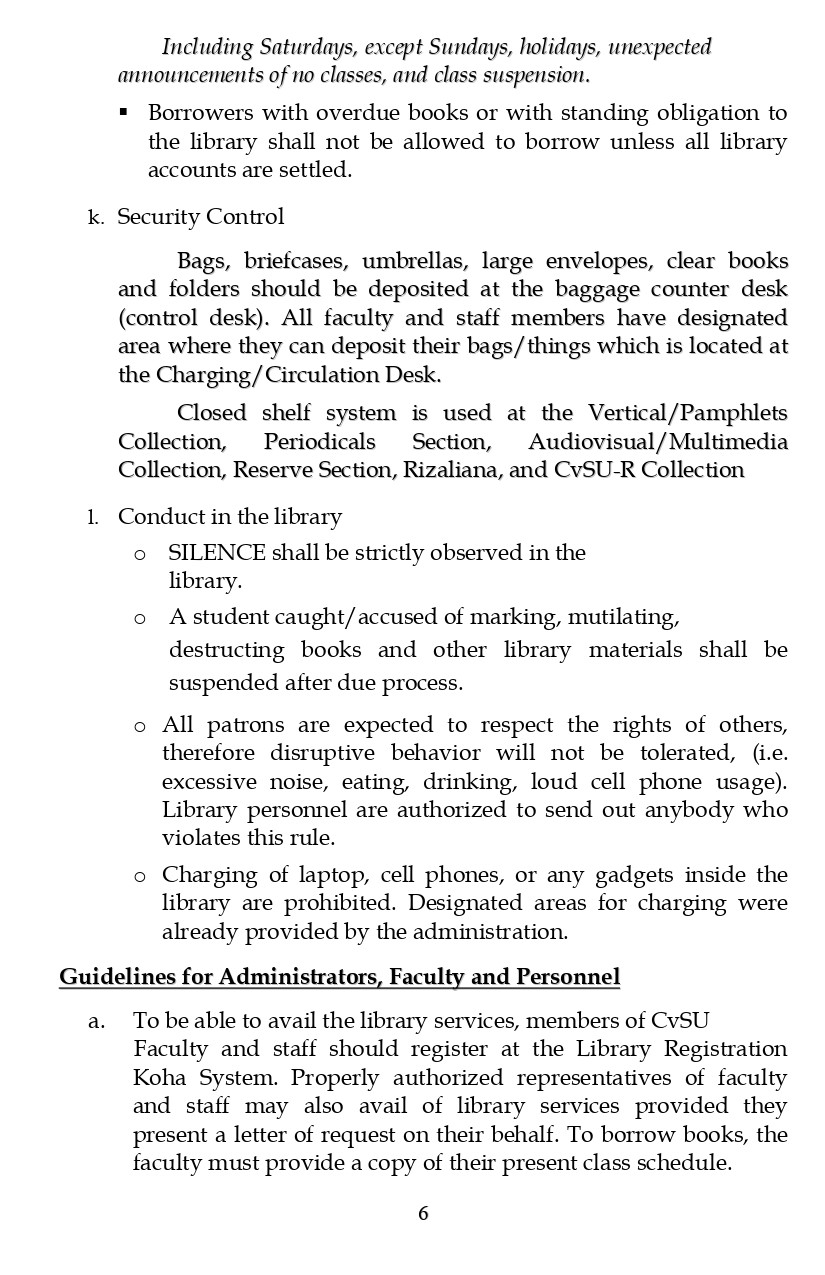 Including Saturdays, except Sundays, holidays, unexpected
announcements of no classes, and class suspension.
▪ Borrowers with overdue books or with standing obligation to
the library shall not be allowed to borrow unless all library
accounts are settled.
k. Security Control
Bags, briefcases, umbrellas, large envelopes, clear books
and folders should be deposited at the baggage counter desk
(control desk). All faculty and staff members have designated
area where they can deposit their bags/things which is located at
the Charging/Circulation Desk.
Closed shelf system is used at the Vertical/Pamphlets
Collection, Periodicals Section, Audiovisual/Multimedia
Collection, Reserve Section, Rizaliana, and CvSU-R Collection
l. Conduct in the library
o SILENCE shall be strictly observed in the
library.
o A student caught/accused of marking, mutilating,
destructing books and other library materials shall be
suspended after due process.
o All patrons are expected to respect the rights of others,
therefore disruptive behavior will not be tolerated, (i.e.
excessive noise, eating, drinking, loud cell phone usage).
Library personnel are authorized to send out anybody who
violates this rule.
o Charging of laptop, cell phones, or any gadgets inside the
library are prohibited. Designated areas for charging were
already provided by the administration.
Guidelines for Administrators, Faculty and Personnel
a. To be able to avail the library services, members of CvSU
Faculty and staff should register at the Library Registration
Koha System. Properly authorized representatives of faculty
and staff may also avail of library services provided they
present a letter of request on their behalf. To borrow books, the
faculty must provide a copy of their present class schedule.
6